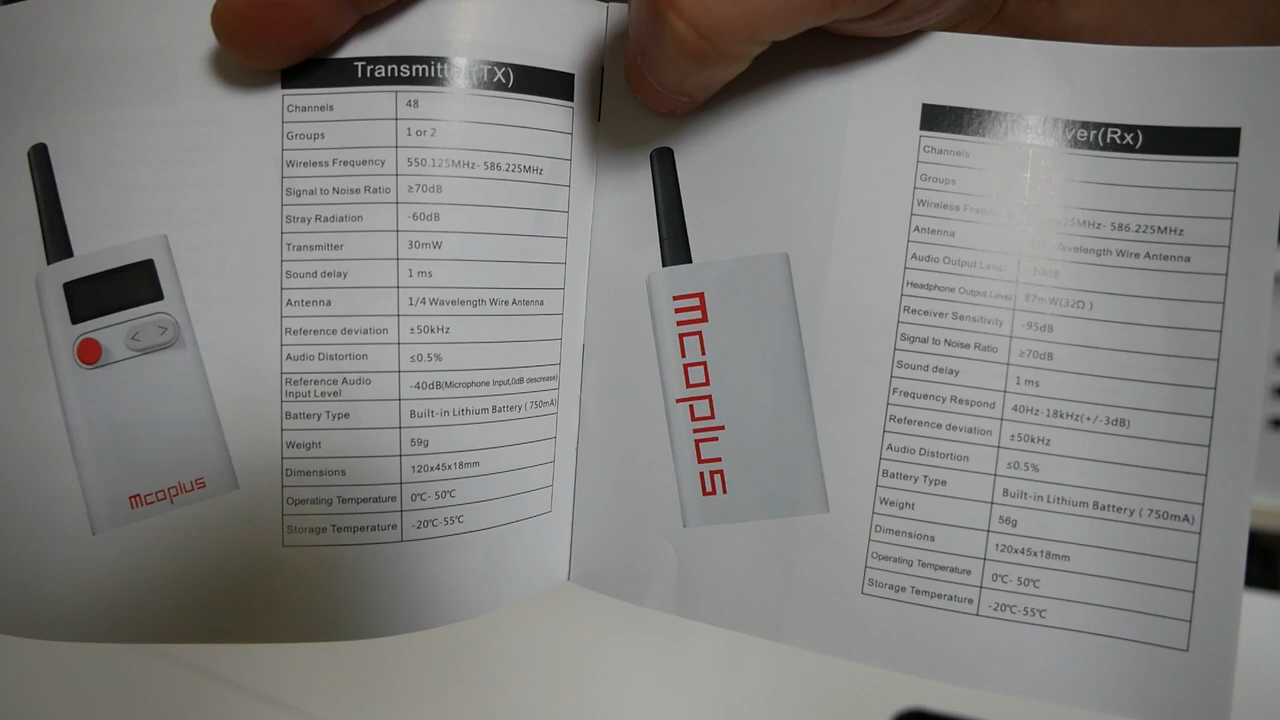 Transmitte (TX)
Channels 48
Groups 1 or 2
Wireless Frequency 550.125MHz- 586.225MHz
Signal to Noise Ratio ≥70dB
Stray Radiation -60dB
Transmitter 30mW
Sound delay 1 ms
Antenna 1/4 Wavelength Wire Antenna
Reference deviation ±50kHz
Audio Distortion ≤0.5%
Reference Audio
Input Level -40dB(Microphone Input,0dB descrease)
Battery Type Built-in Lithium Battery ( 750mA)
Weight 59g
Dimensions 120x45x18mm
Operating Temperature 0℃- 50℃
Storage Temperature -20℃-55℃
mcoplus
mcoplus
ver(Rx)
Channels
Groups
Wireless 25MHz- 586.225MHz
Antenna Wavelength Wire Antenna
Audio Output Level -10dB
Headphone Output Level 87mW(32Ω )
Receiver Sensitivity -95dB
Signal to Noise Ratio ≥70dB
Sound delay 1 ms
Frequency Respond 40Hz-18kHz(+/-3dB)
Reference deviation ±50kHz
Audio Distortion ≤0.5%
Battery Type Built-in Lithium Battery ( 750mA)
Weight 56g
Dimensions 120x45x18mm
Operating Temperature 0℃- 50℃
Storage Temperature -20℃-55℃